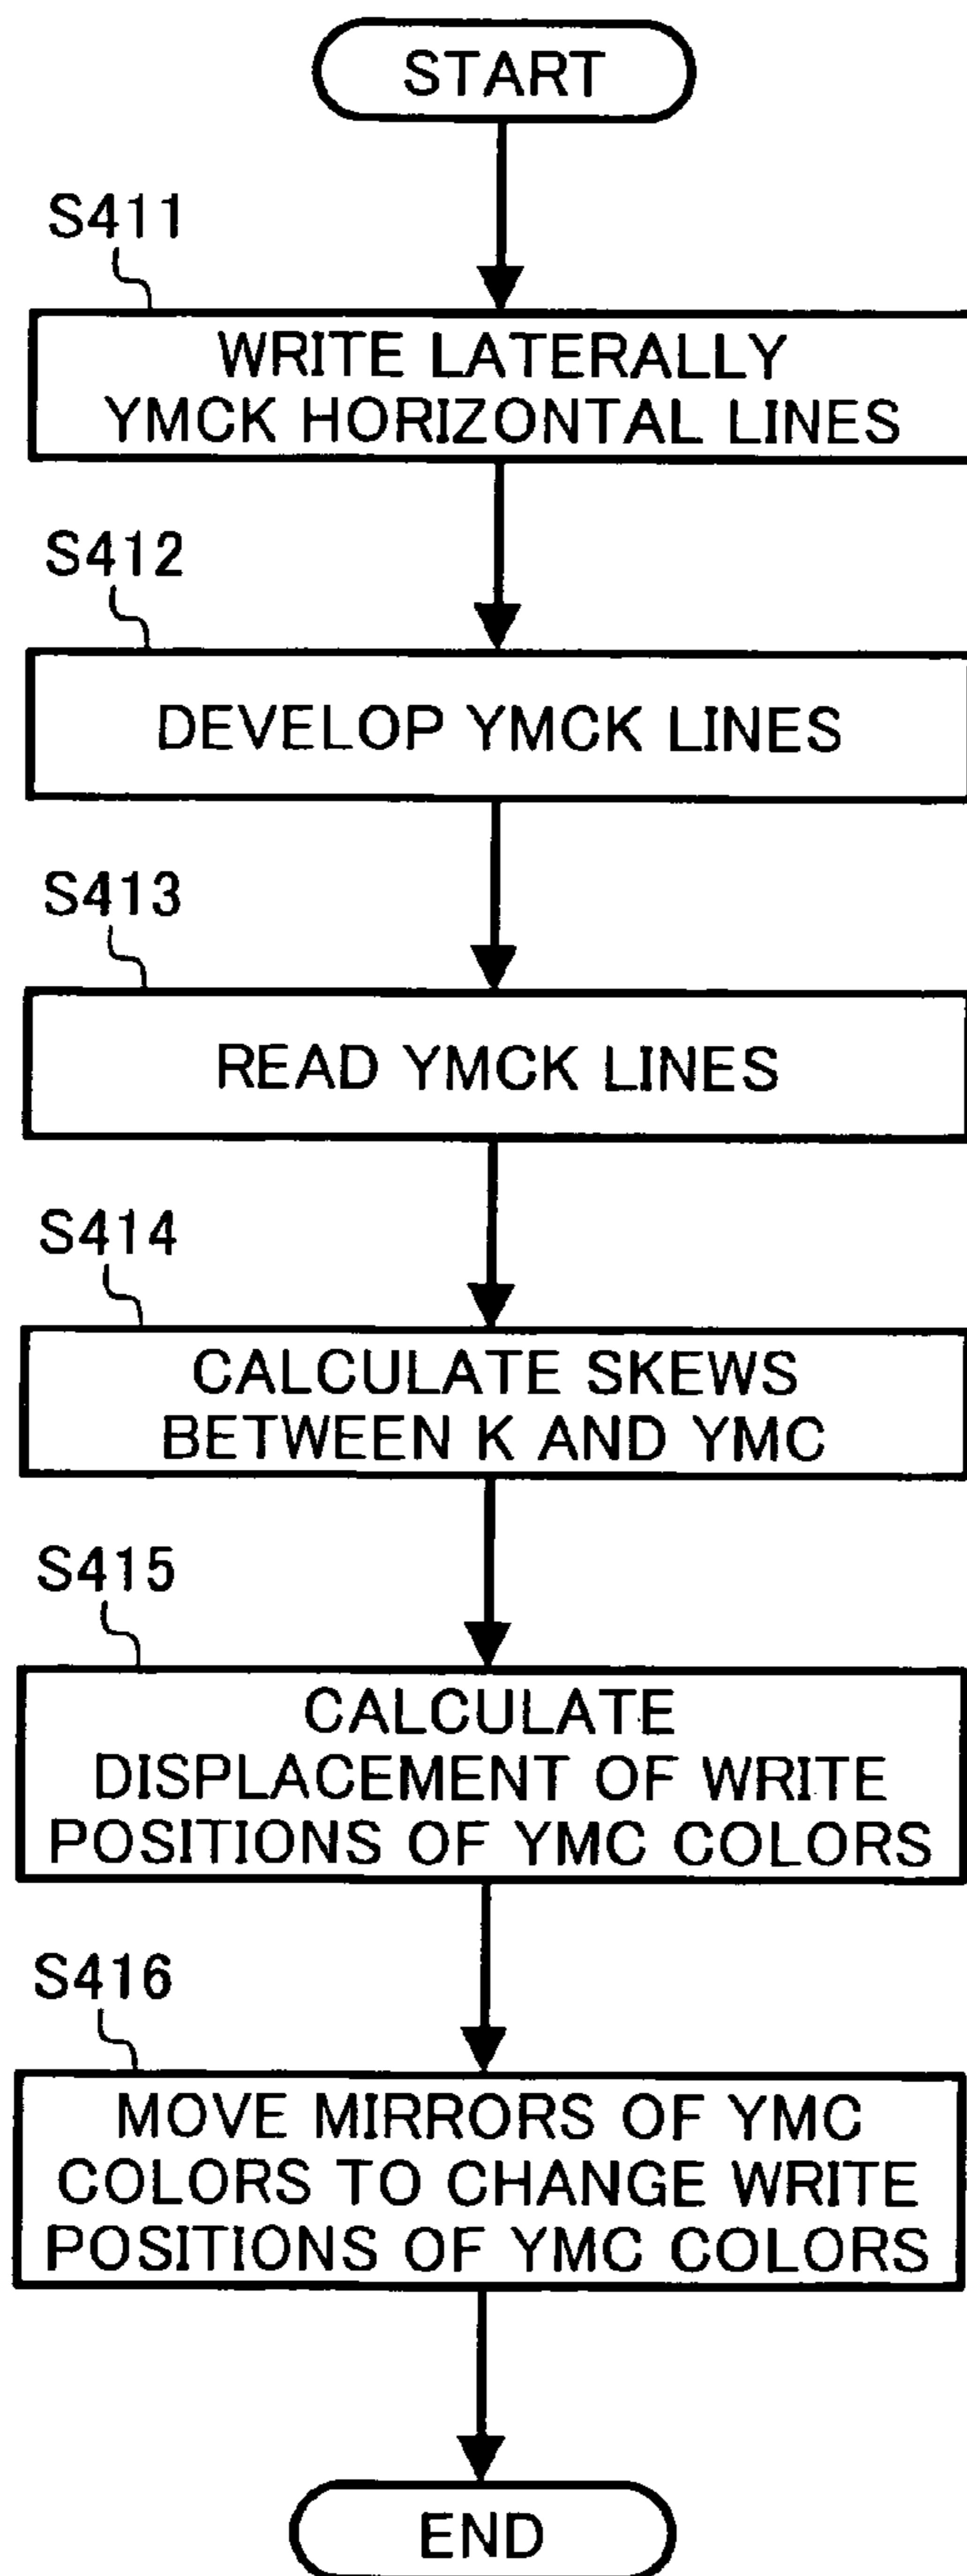 START
S411
WRITE LATERALLY
YMCK HORIZONTAL LINES
S412
DEVELOP YMCK LINES
S413
READ YMCK LINES
S414
CALCULATE SKEWS
BETWEEN K AND YMC
S415
CALCULATE
DISPLACEMENT OF WRITE
POSITIONS OF YMC COLORS
S416
MOVE MIRRORS OF YMC
COLORS TO CHANGE WRITE
POSITIONS OF YMC COLORS
END